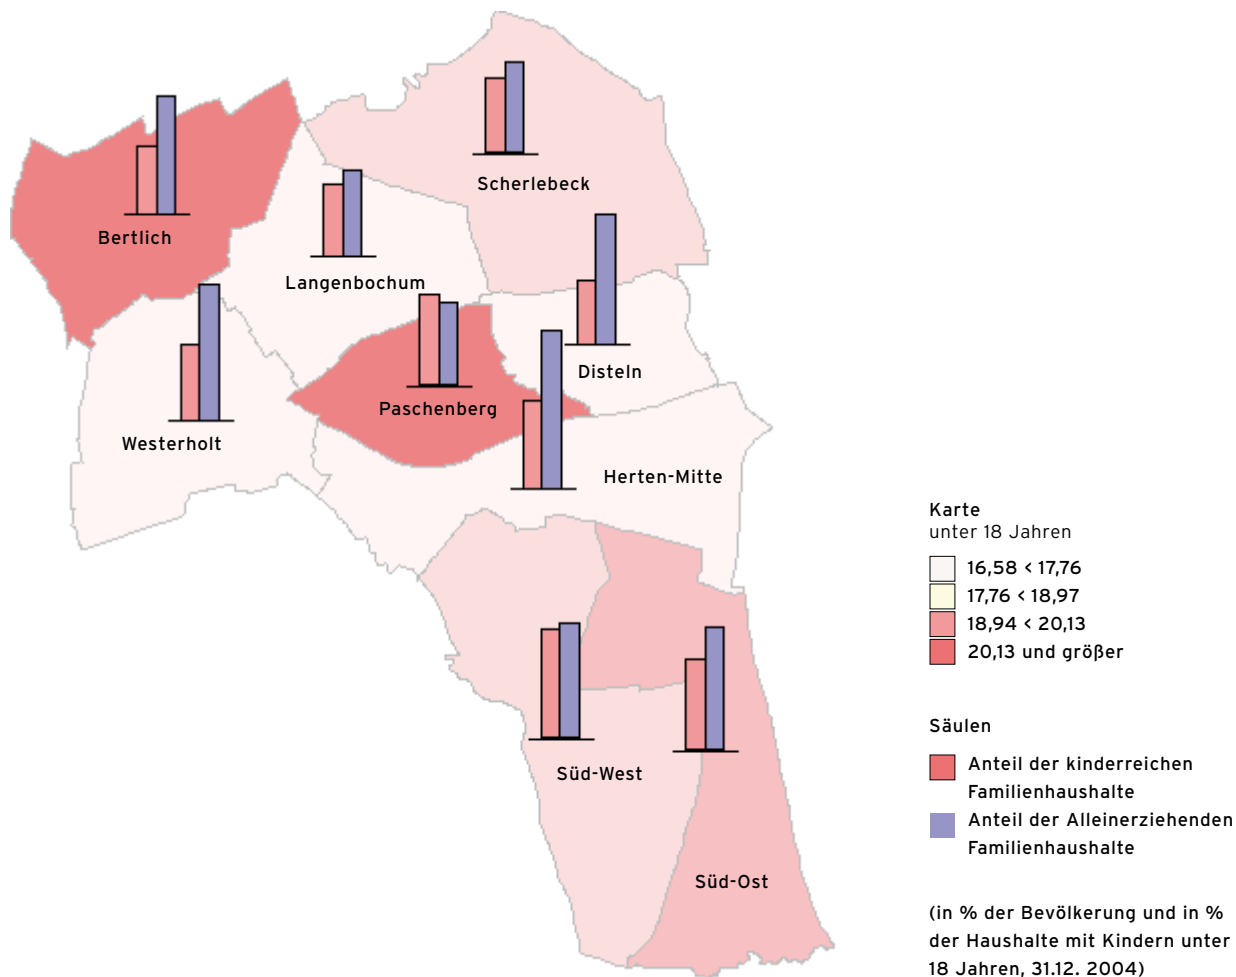 Scherlebeck
Bertlich
Langenbochum
Disteln
Paschenberg
Westerholt
Herten-Mitte
Süd-West
Süd-Ost
Karte
unter 18 Jahren
16,58 < 17,76
17,76 < 18,97
18,94 < 20,13
20,13 und größer
Säulen
Anteil der kinderreichen
Familienhaushalte
Anteil der Alleinerziehenden
Familienhaushalte
(in % der Bevölkerung und in %
der Haushalte mit Kindern unter
18 Jahren, 31.12. 2004)